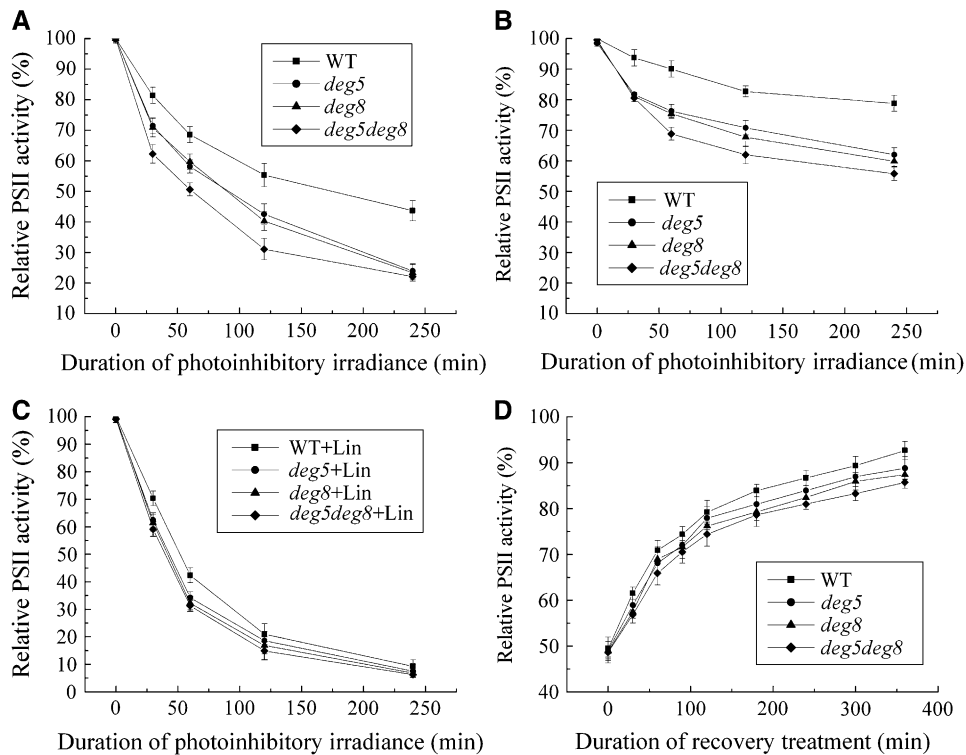 A
Relative PSII activity (%)
100
90
80
70
60
50
40
30
20
10
WT
deg5
deg8
deg5deg8
0 50 100 150 200 250
Duration of photoinhibitory irradiance (min)
B
Relative PSII activity (%)
100
90
80
70
60
50
40
30
20
10
WT
deg5
deg8
deg5deg8
0 50 100 150 200 250
Duration of photoinhibitory irradiance (min)
C
Relative PSII activity (%)
100
90
80
70
60
50
40
30
20
10
0
WT+Lin
deg5+Lin
deg8+Lin
deg5deg8+Lin
0 50 100 150 200 250
Duration of photoinhibitory irradiance (min)
D
Relative PSII activity (%)
100
90
80
70
60
50
40
WT
deg5
deg8
deg5deg8
0 100 200 300 400
Duration of recovery treatment (min)